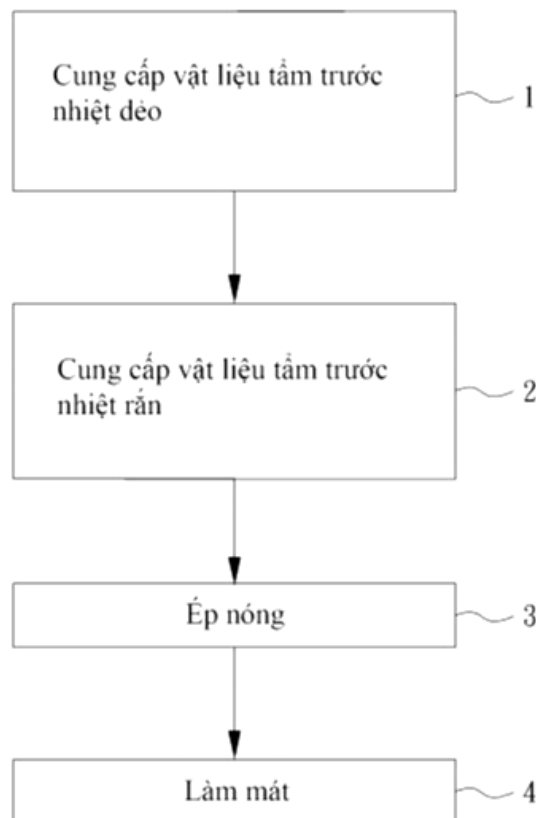 Cung cấp vật liệu tẩm trước
nhiệt dẻo
1
Cung cấp vật liệu tẩm trước
nhiệt rắn
2
Ép nóng
3
Làm mát
4